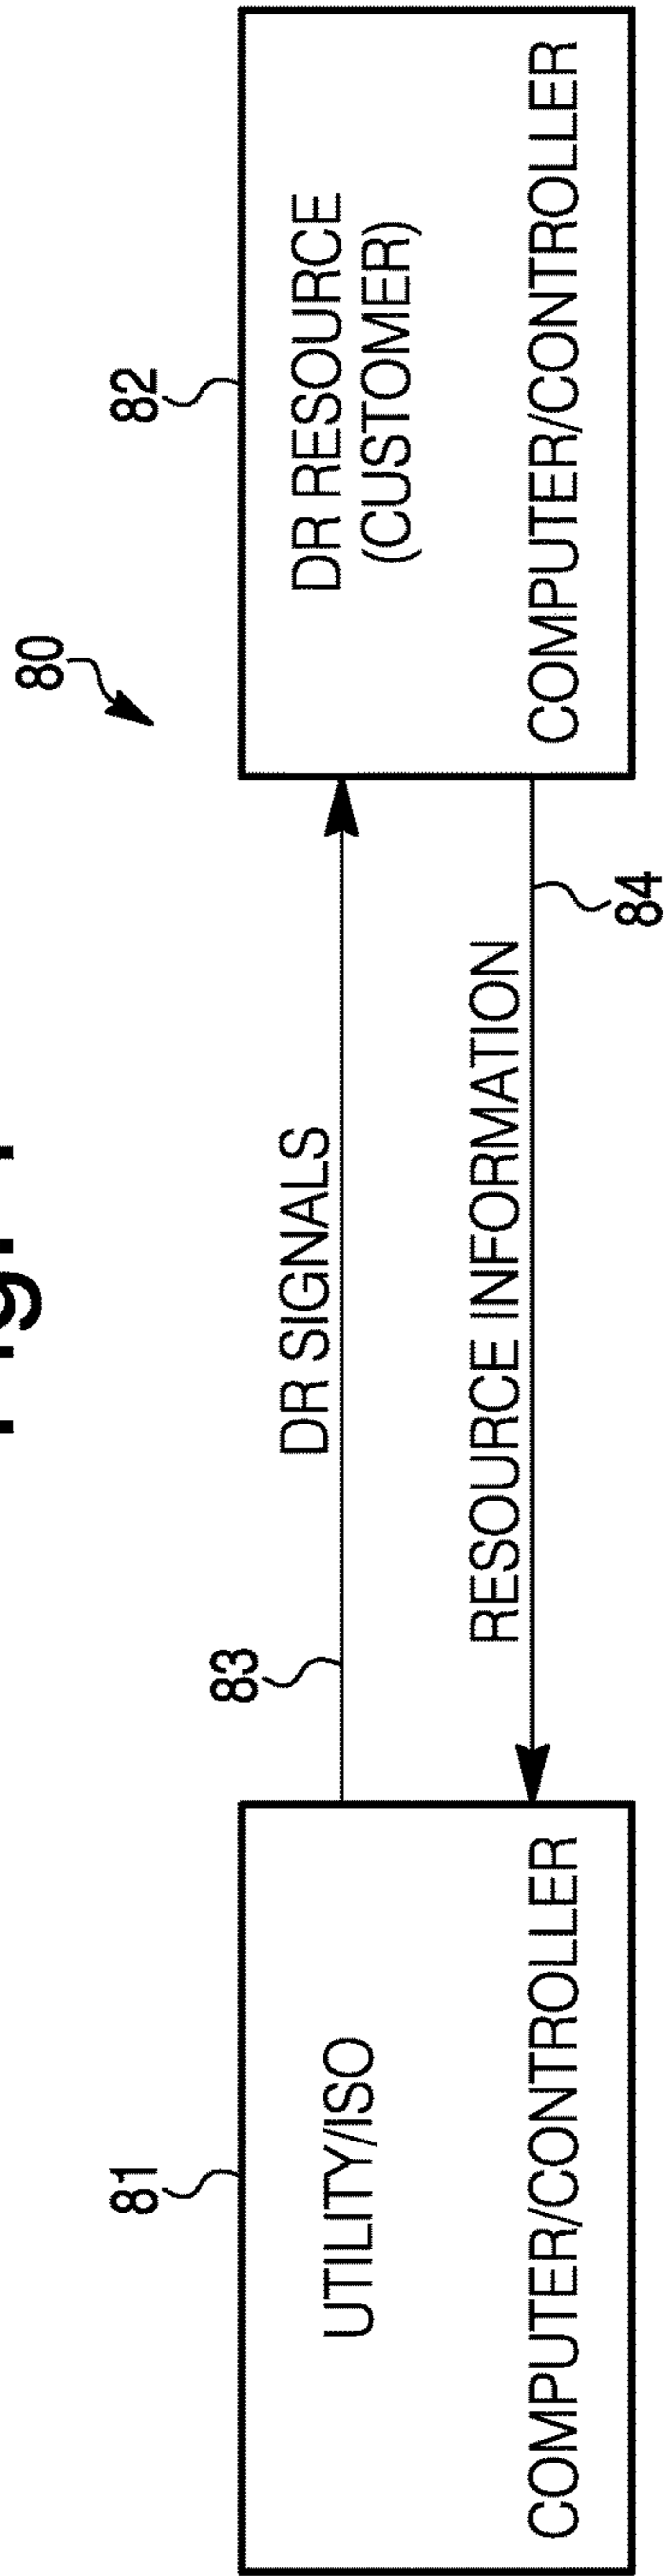 80
81
82
UTILITY/ISO
COMPUTER/CONTROLLER
83
DR SIGNALS
RESOURCE INFORMATION
84
DR RESOURCE
(CUSTOMER)
COMPUTER/CONTROLLER